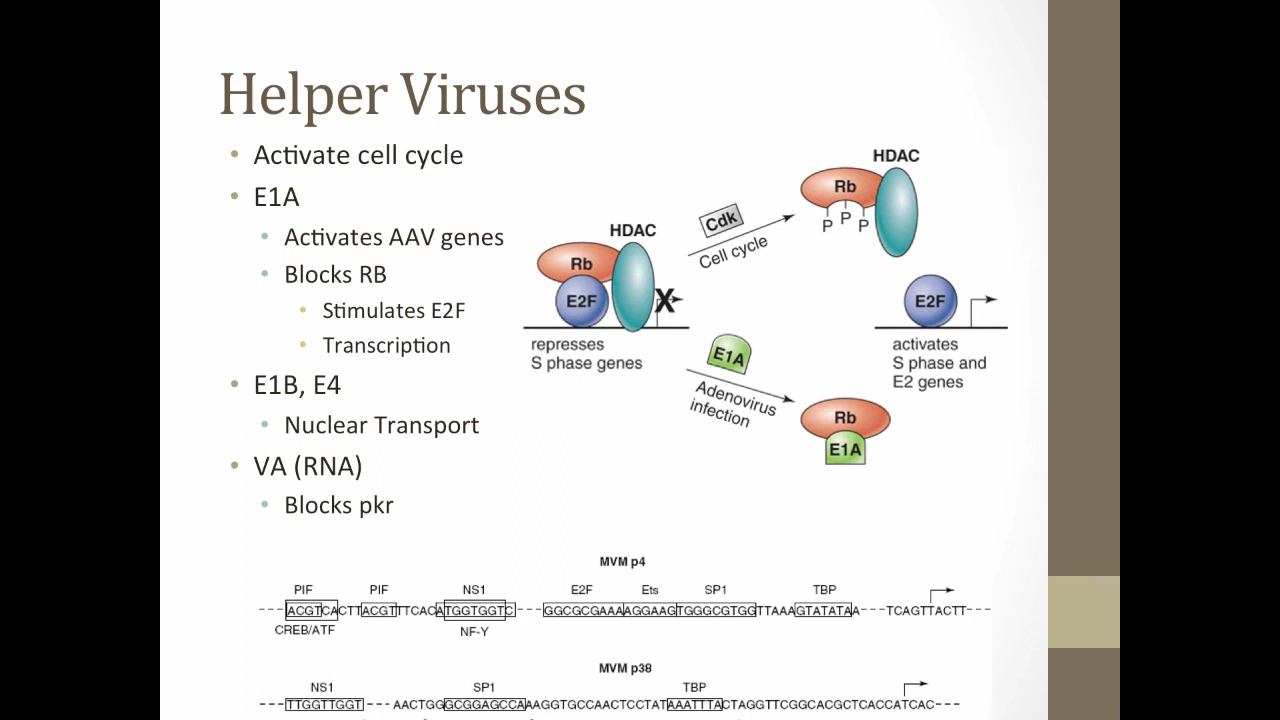 Helper Viruses
Activate cell cycle
E1A
Activates AAV genes
Blocks RB
Stimulates E2F
Transcription
E1B, E4
Nuclear Transport
VA (RNA)
Blocks pkr
HDAC
Rb
E2F
X
represses
S phase genes
Cdk
Cell cycle
HDAC
Rb
P P P
E2F
activates
S phase and
E2 genes
E1A
Adenovirus
infection
Rb
E1A
MVM p4
PIF PIF NS1 E2F Ets SP1 TBP
---ACGTCACTTACGTTTCACATGGTGGTC---GGCGCGAAAAGGAAGTGGGCGTGGTTAAAGTATATAA---TCAGTTACTT---
CREB/ATF NF-Y
MVM p38
NS1 SP1 TBP
---TTGGTTGGT---AACTGGGCGGAGCCAAAGGTGCCAACTCCTATAAATTTACTAGGTTCGGCACGCTCACCATCAC---